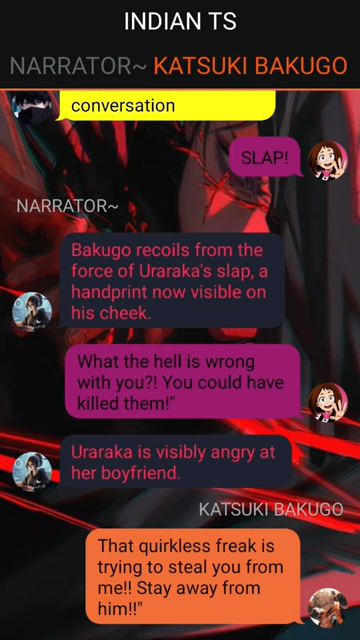 INDIAN TS
NARRATOR~ KATSUKI BAKUGO
conversation
SLAP!
NARRATOR~
Bakugo recoils from the
force of Uraraka's slap, a
handprint now visible on
his cheek.
What the hell is wrong
with you?! You could have
killed them!"
Uraraka is visibly angry at
her boyfriend.
KATSUKI BAKUGO
That quirkless freak is
trying to steal you from
me!! Stay away from
him!!"